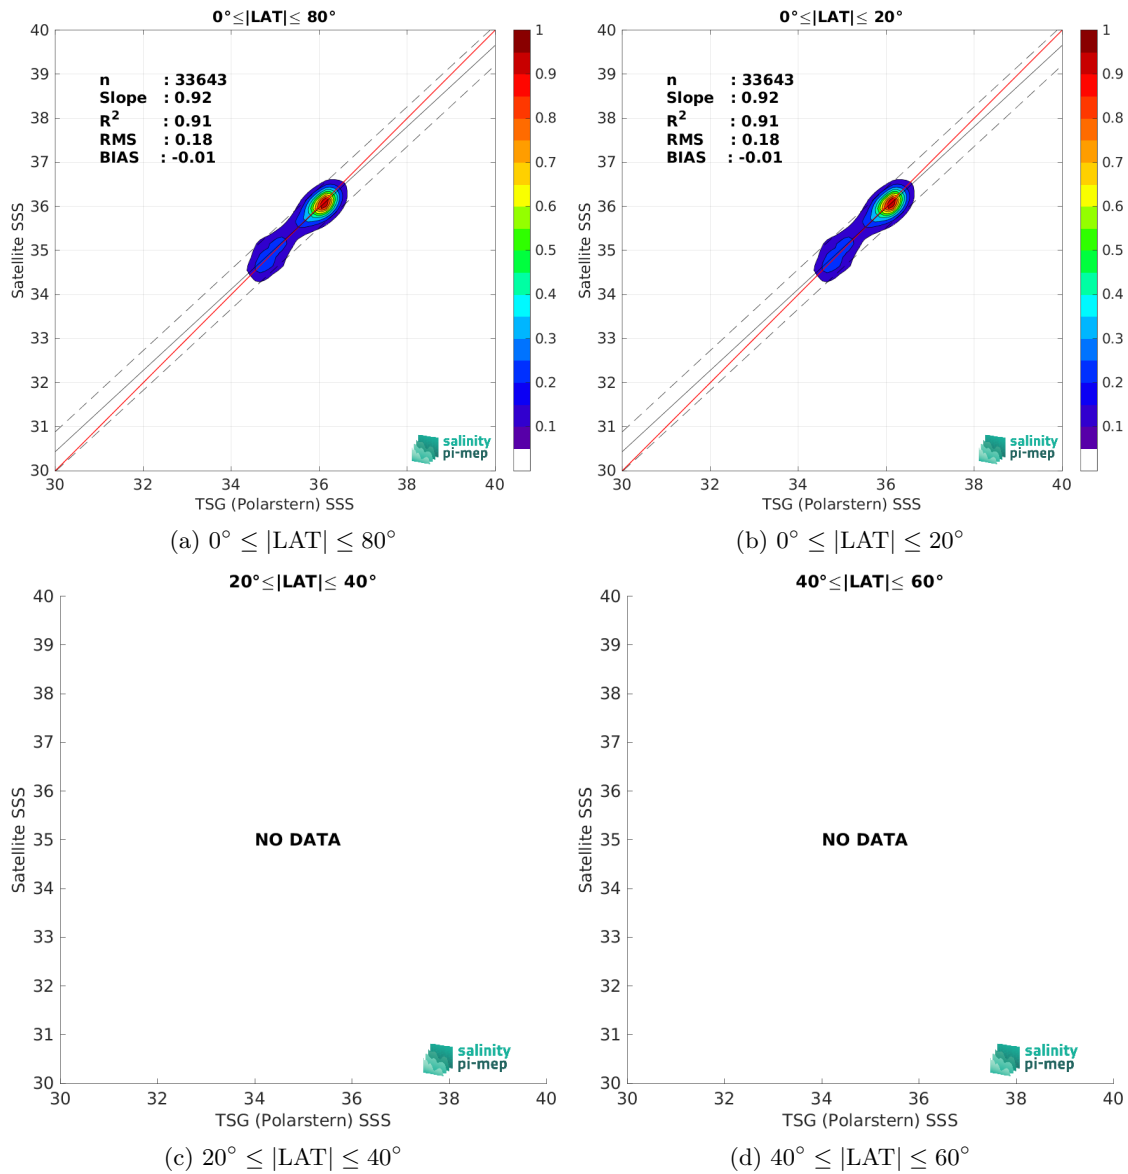 0°≤|LAT|≤ 80°
40
39
38
37
36
35
34
33
32
31
30
n : 33643
Slope : 0.92
R² : 0.91
RMS : 0.18
BIAS : -0.01
Satellite SSS
salinity
pi-mep
30 32 34 36 38 40
TSG (Polarstern) SSS
1
0.9
0.8
0.7
0.6
0.5
0.4
0.3
0.2
0.1
(a) 0° ≤ |LAT| ≤ 80°
0°≤|LAT|≤ 20°
40
39
38
37
36
35
34
33
32
31
30
n : 33643
Slope : 0.92
R² : 0.91
RMS : 0.18
BIAS : -0.01
Satellite SSS
salinity
pi-mep
30 32 34 36 38 40
TSG (Polarstern) SSS
1
0.9
0.8
0.7
0.6
0.5
0.4
0.3
0.2
0.1
(b) 0° ≤ |LAT| ≤ 20°
20°≤|LAT|≤ 40°
40
39
38
37
36
35
34
33
32
31
30
Satellite SSS
NO DATA
salinity
pi-mep
30 32 34 36 38 40
TSG (Polarstern) SSS
(c) 20° ≤ |LAT| ≤ 40°
40°≤|LAT|≤ 60°
40
39
38
37
36
35
34
33
32
31
30
Satellite SSS
NO DATA
salinity
pi-mep
30 32 34 36 38 40
TSG (Polarstern) SSS
(d) 40° ≤ |LAT| ≤ 60°